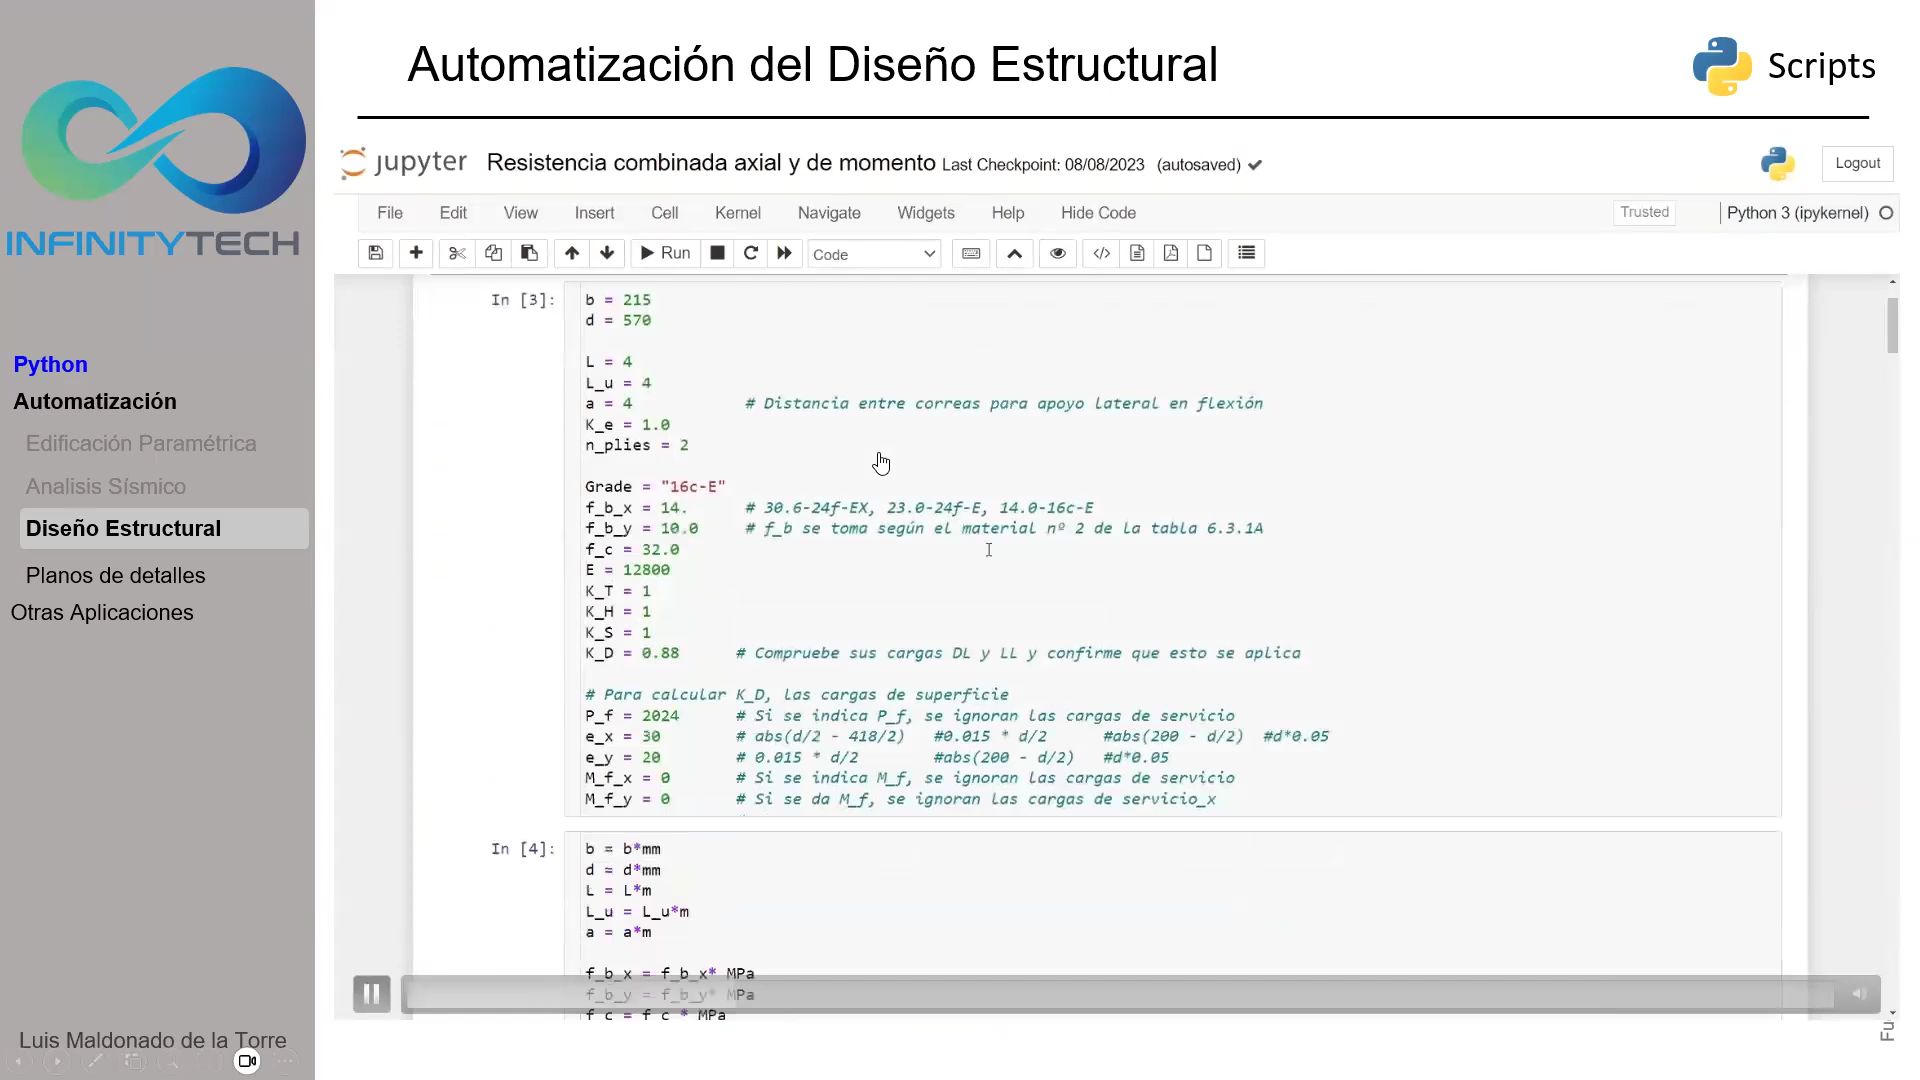 Automatización del Diseño Estructural
Scripts
INFINITYTECH
Python
Automatización
Edificación Paramétrica
Analisis Sísmico
Diseño Estructural
Planos de detalles
Otras Aplicaciones
Luis Maldonado de la Torre
jupyter Resistencia combinada axial y de momento Last Checkpoint: 08/08/2023 (autosaved)
Logout
File Edit View Insert Cell Kernel Navigate Widgets Help Hide Code
Trusted
Python 3 (ipykernel)
Run
Code
In [3]:
b = 215
d = 570
L = 4
L_u = 4
a = 4 # Distancia entre correas para apoyo lateral en flexión
K_e = 1.0
n_plies = 2
Grade = "16c-E"
f_b_x = 14. # 30.6-24f-EX, 23.0-24f-E, 14.0-16c-E
f_b_y = 10.0 # f_b se toma según el material nº 2 de la tabla 6.3.1A
f_c = 32.0
E = 12800
K_T = 1
K_H = 1
K_S = 1
K_D = 0.88 # Compruebe sus cargas DL y LL y confirme que esto se aplica
# Para calcular K_D, las cargas de superficie
P_f = 2024 # Si se indica P_f, se ignoran las cargas de servicio
e_x = 30 # abs(d/2 - 418/2) #0.015 * d/2 #abs(200 - d/2) #d*0.05
e_y = 20 # 0.015 * d/2 #abs(200 - d/2) #d*0.05
M_f_x = 0 # Si se indica M_f, se ignoran las cargas de servicio
M_f_y = 0 # Si se da M_f, se ignoran las cargas de servicio_x
In [4]:
b = b*mm
d = d*mm
L = L*m
L_u = L_u*m
a = a*m
f_b_x = f_b_x* MPa
f_b_y = f_b_y* MPa
f_c = f_c * MPa
Fu